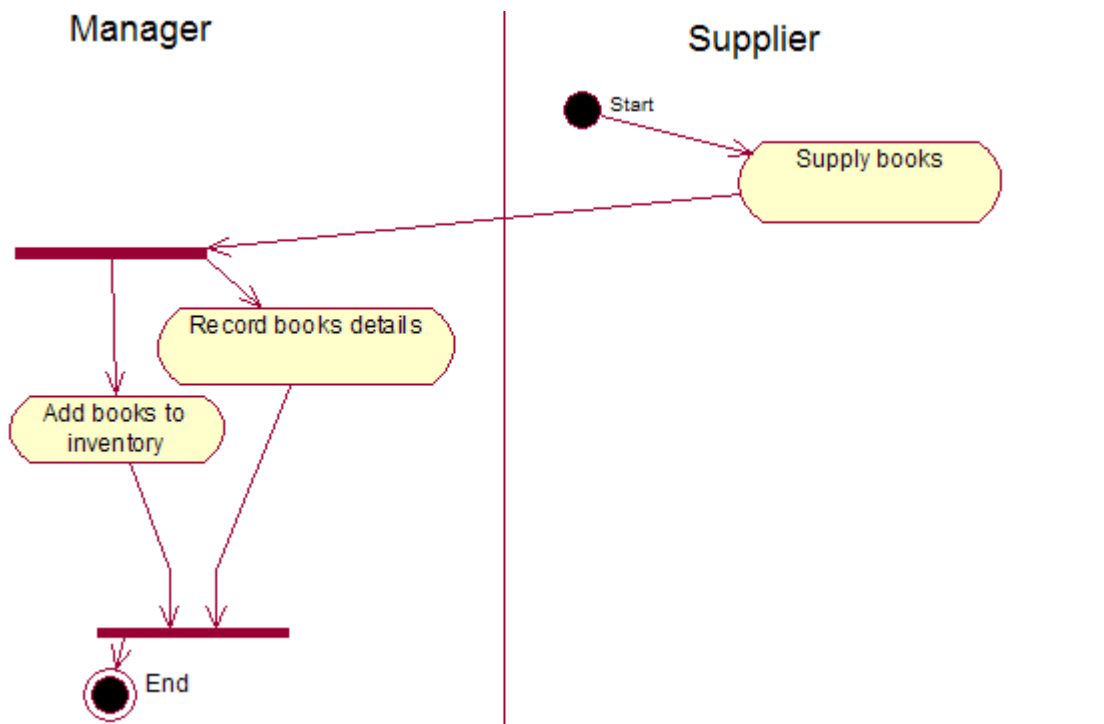 Manager
Supplier
Start
Supply books
Record books details
Add books to
inventory
End